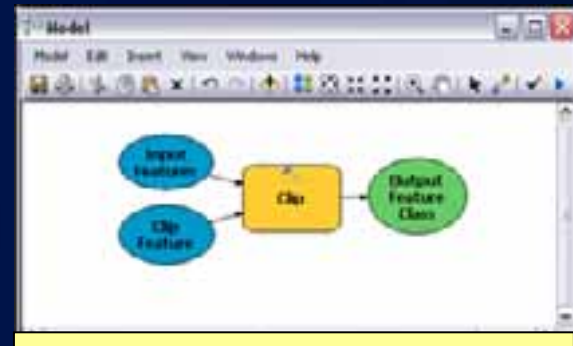 Model
Model Edit Insert View Windows Help
Input
Features
Clip
Feature
Clip
Output
Feature
Class